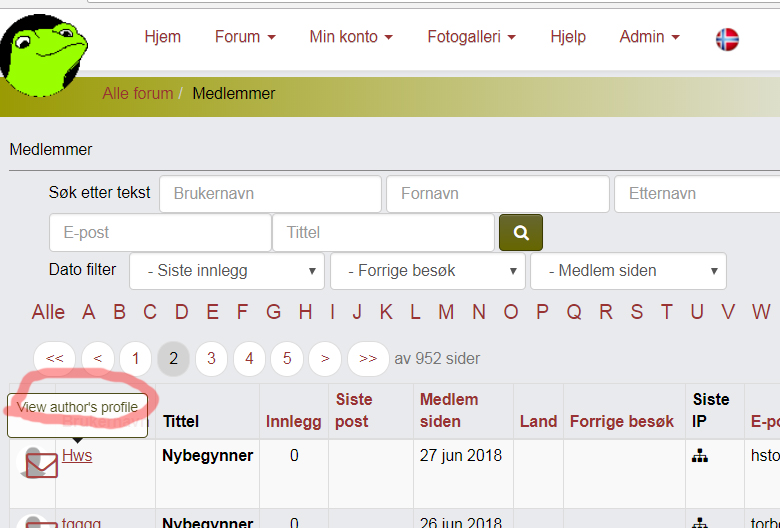 Hjem Forum Min konto Fotogalleri Hjelp Admin
Alle forum / Medlemmer
Medlemmer
Søk etter tekst Brukernavn Fornavn Etternavn
E-post Tittel
Dato filter - Siste innlegg - Forrige besøk - Medlem siden
Alle A B C D E F G H I J K L M N O P Q R S T U V W
<< < 1 2 3 4 5 > >> av 952 sider
View author's profile
Brukernavn Tittel Innlegg Siste post Medlem siden Land Forrige besøk Siste IP E-po
Hws Nybegynner 0 27 jun 2018 hsto
tgggg Nybegynner 0 26 jun 2018 torb